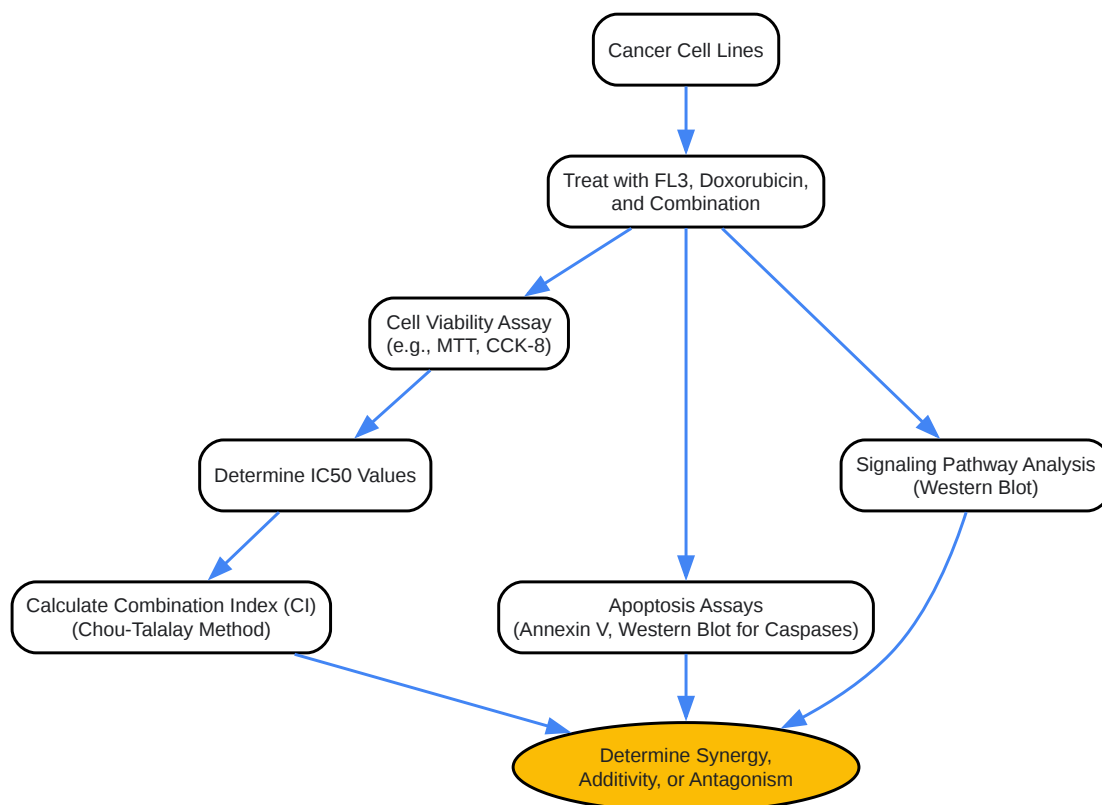 Cancer Cell Lines
Treat with FL3, Doxorubicin,
and Combination
Cell Viability Assay
(e.g., MTT, CCK-8)
Determine IC50 Values
Signaling Pathway Analysis
(Western Blot)
Calculate Combination Index (CI)
(Chou-Talalay Method)
Apoptosis Assays
(Annexin V, Western Blot for Caspases)
Determine Synergy,
Additivity, or Antagonism